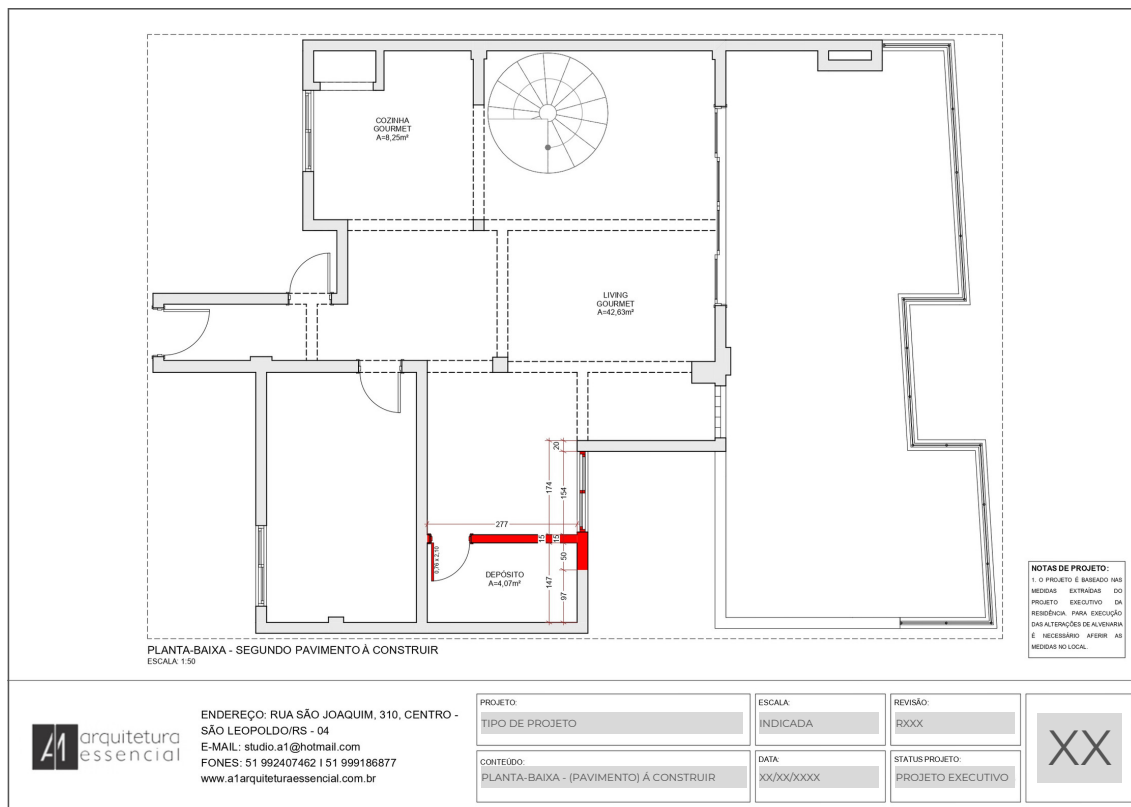 COZINHA
GOURMET
A=8,25m²
LIVING
GOURMET
A=42,63m²
20
174
154
277
15
15
0,76 x 2,10
50
DEPÓSITO
A=4,07m²
147
97
NOTAS DE PROJETO:
1. O PROJETO É BASEADO NAS
MEDIDAS EXTRAÍDAS DO
PROJETO EXECUTIVO DA
RESIDÊNCIA. PARA EXECUÇÃO
DAS ALTERAÇÕES DE ALVENARIA
É NECESSÁRIO AFERIR AS
MEDIDAS NO LOCAL.
PLANTA-BAIXA - SEGUNDO PAVIMENTO À CONSTRUIR
ESCALA: 1:50
A1 arquitetura
essencial
ENDEREÇO: RUA SÃO JOAQUIM, 310, CENTRO -
SÃO LEOPOLDO/RS - 04
E-MAIL: studio.a1@hotmail.com
FONES: 51 992407462 I 51 999186877
www.a1arquiteturaessencial.com.br
PROJETO:
TIPO DE PROJETO
ESCALA:
INDICADA
REVISÃO:
RXXX
CONTEÚDO:
PLANTA-BAIXA - (PAVIMENTO) Á CONSTRUIR
DATA:
XX/XX/XXXX
STATUS PROJETO:
PROJETO EXECUTIVO
XX